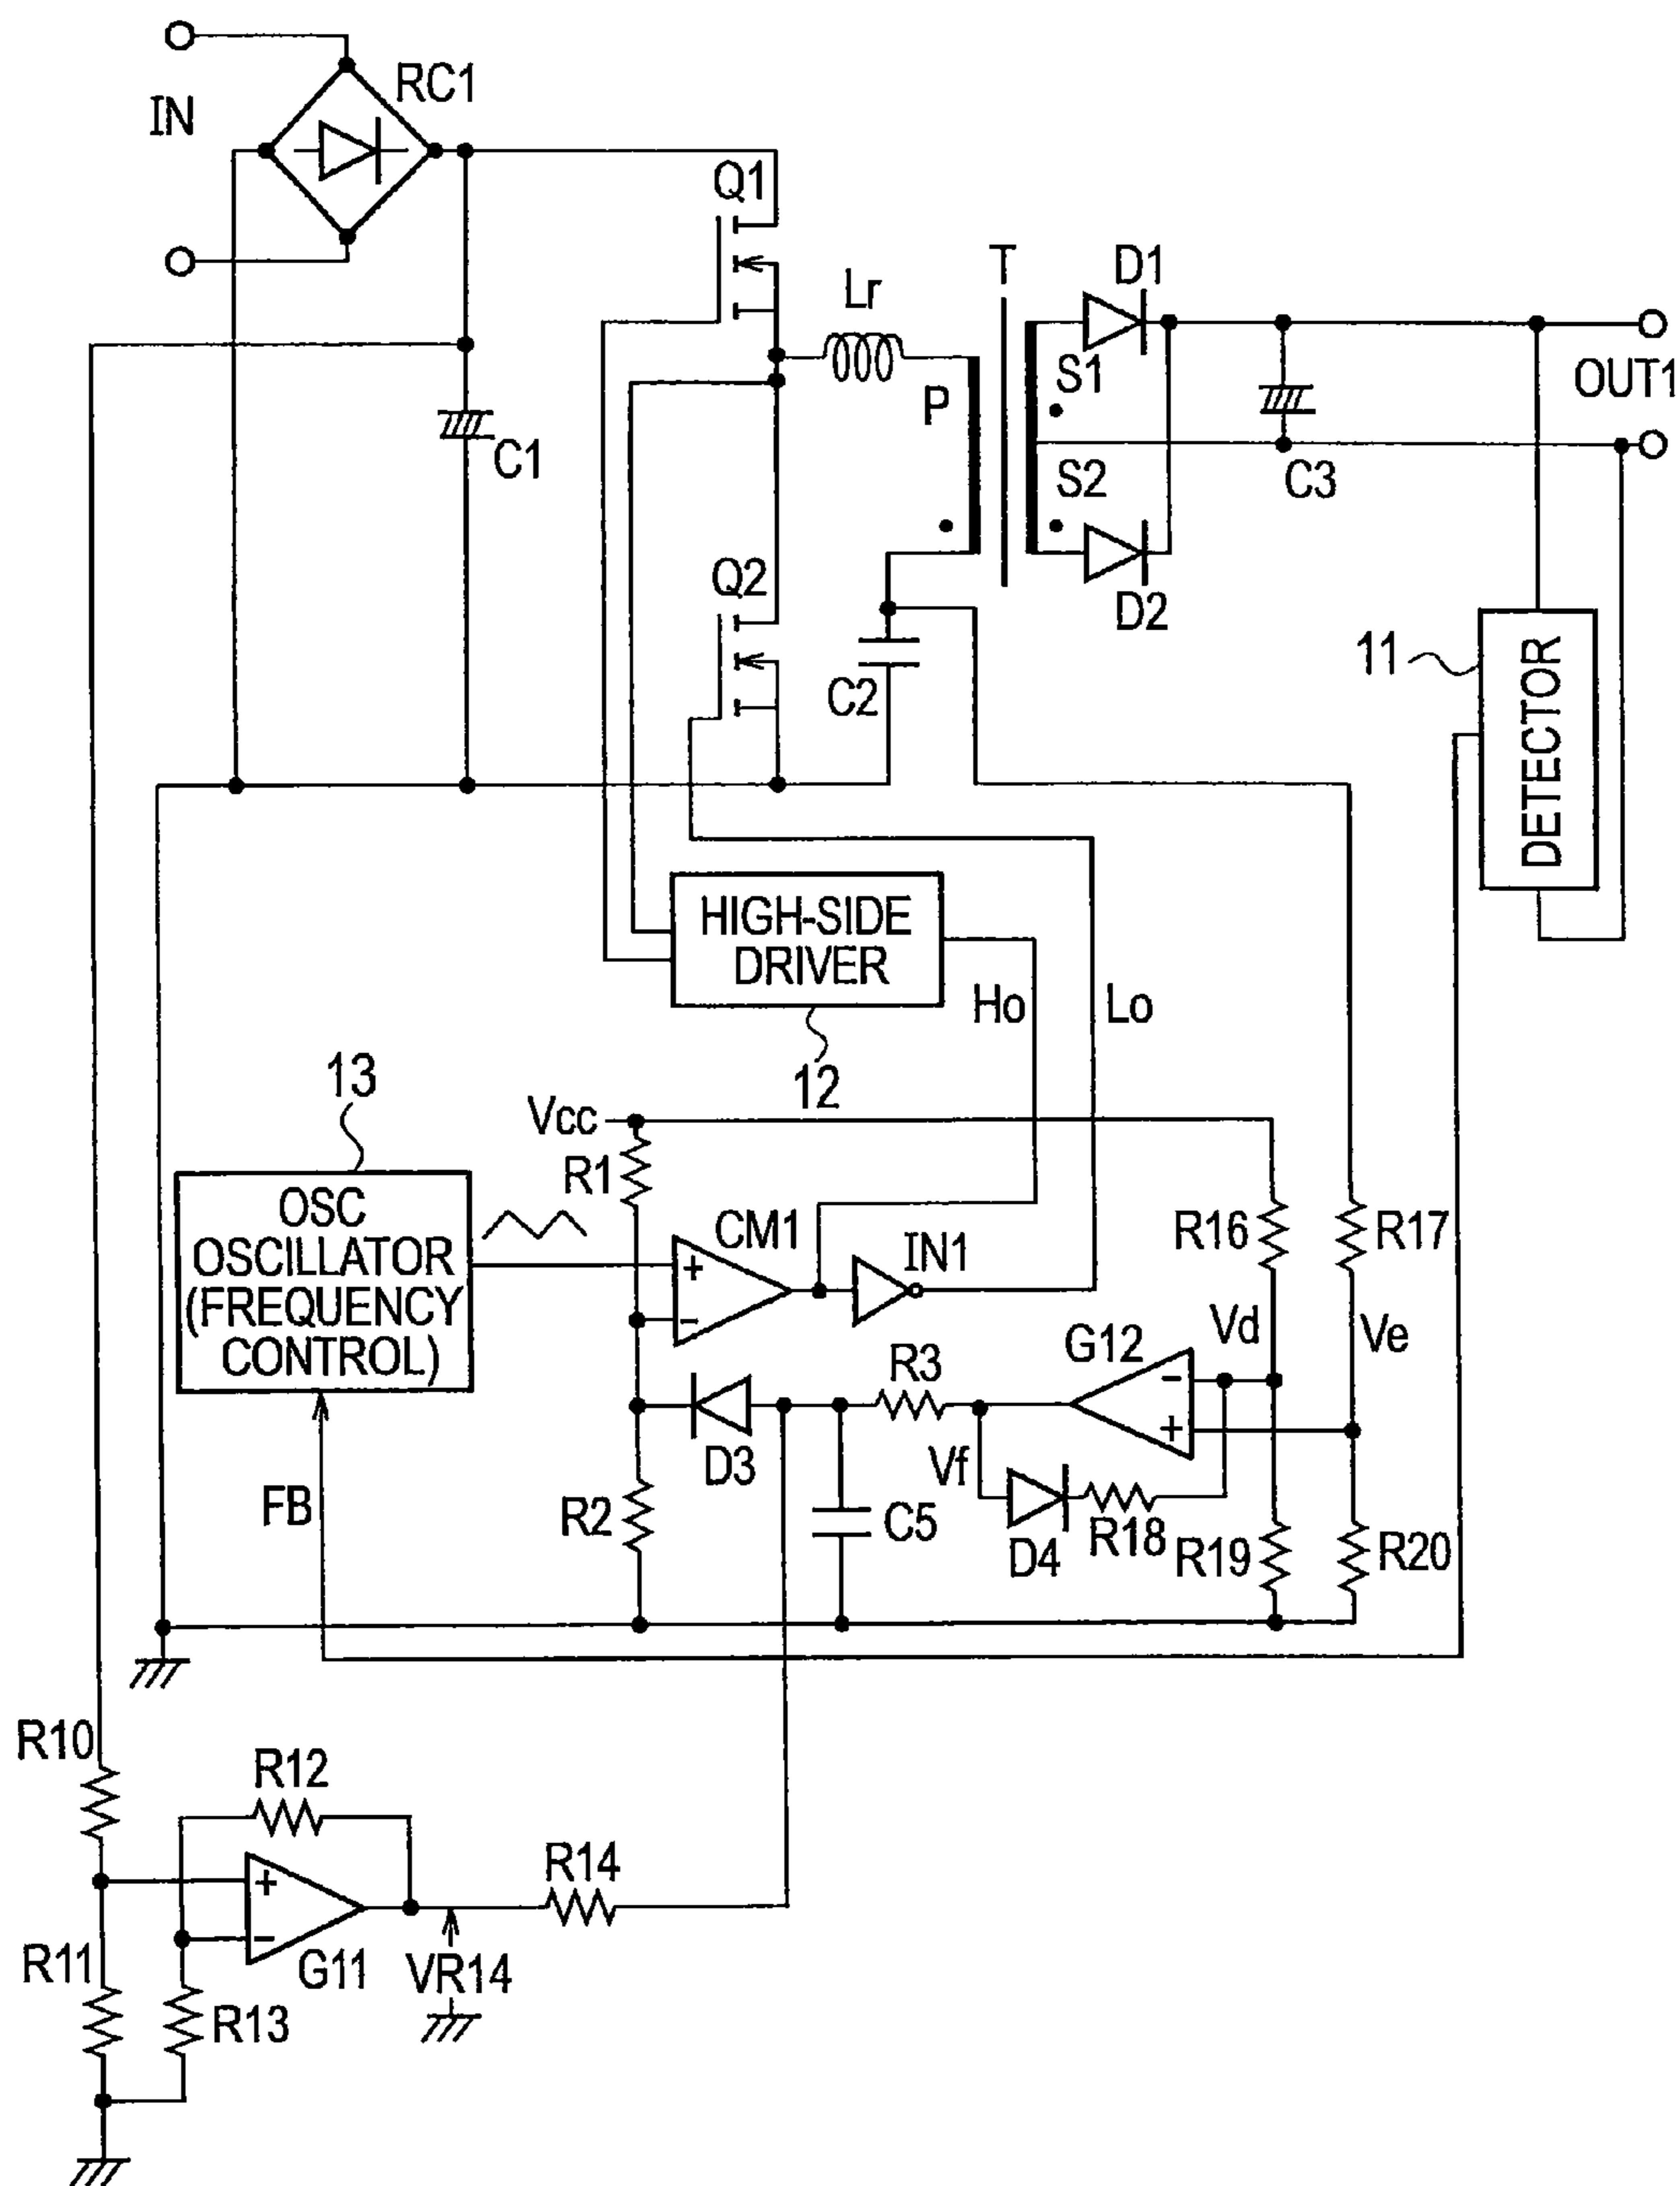 IN
RC1
Q1
Lr
T
D1
S1
OUT1
P
C1
S2
C3
Q2
D2
11
C2
DETECTOR
HIGH-SIDE
DRIVER
Ho
Lo
12
13
Vcc
R1
OSC
OSCILLATOR
(FREQUENCY
CONTROL)
CM1
+
-
IN1
R16
R17
Vd
Ve
G12
-
+
R3
D3
Vf
FB
R2
C5
D4
R18
R19
R20
R10
R12
R14
+
-
R11
G11
VR14
R13